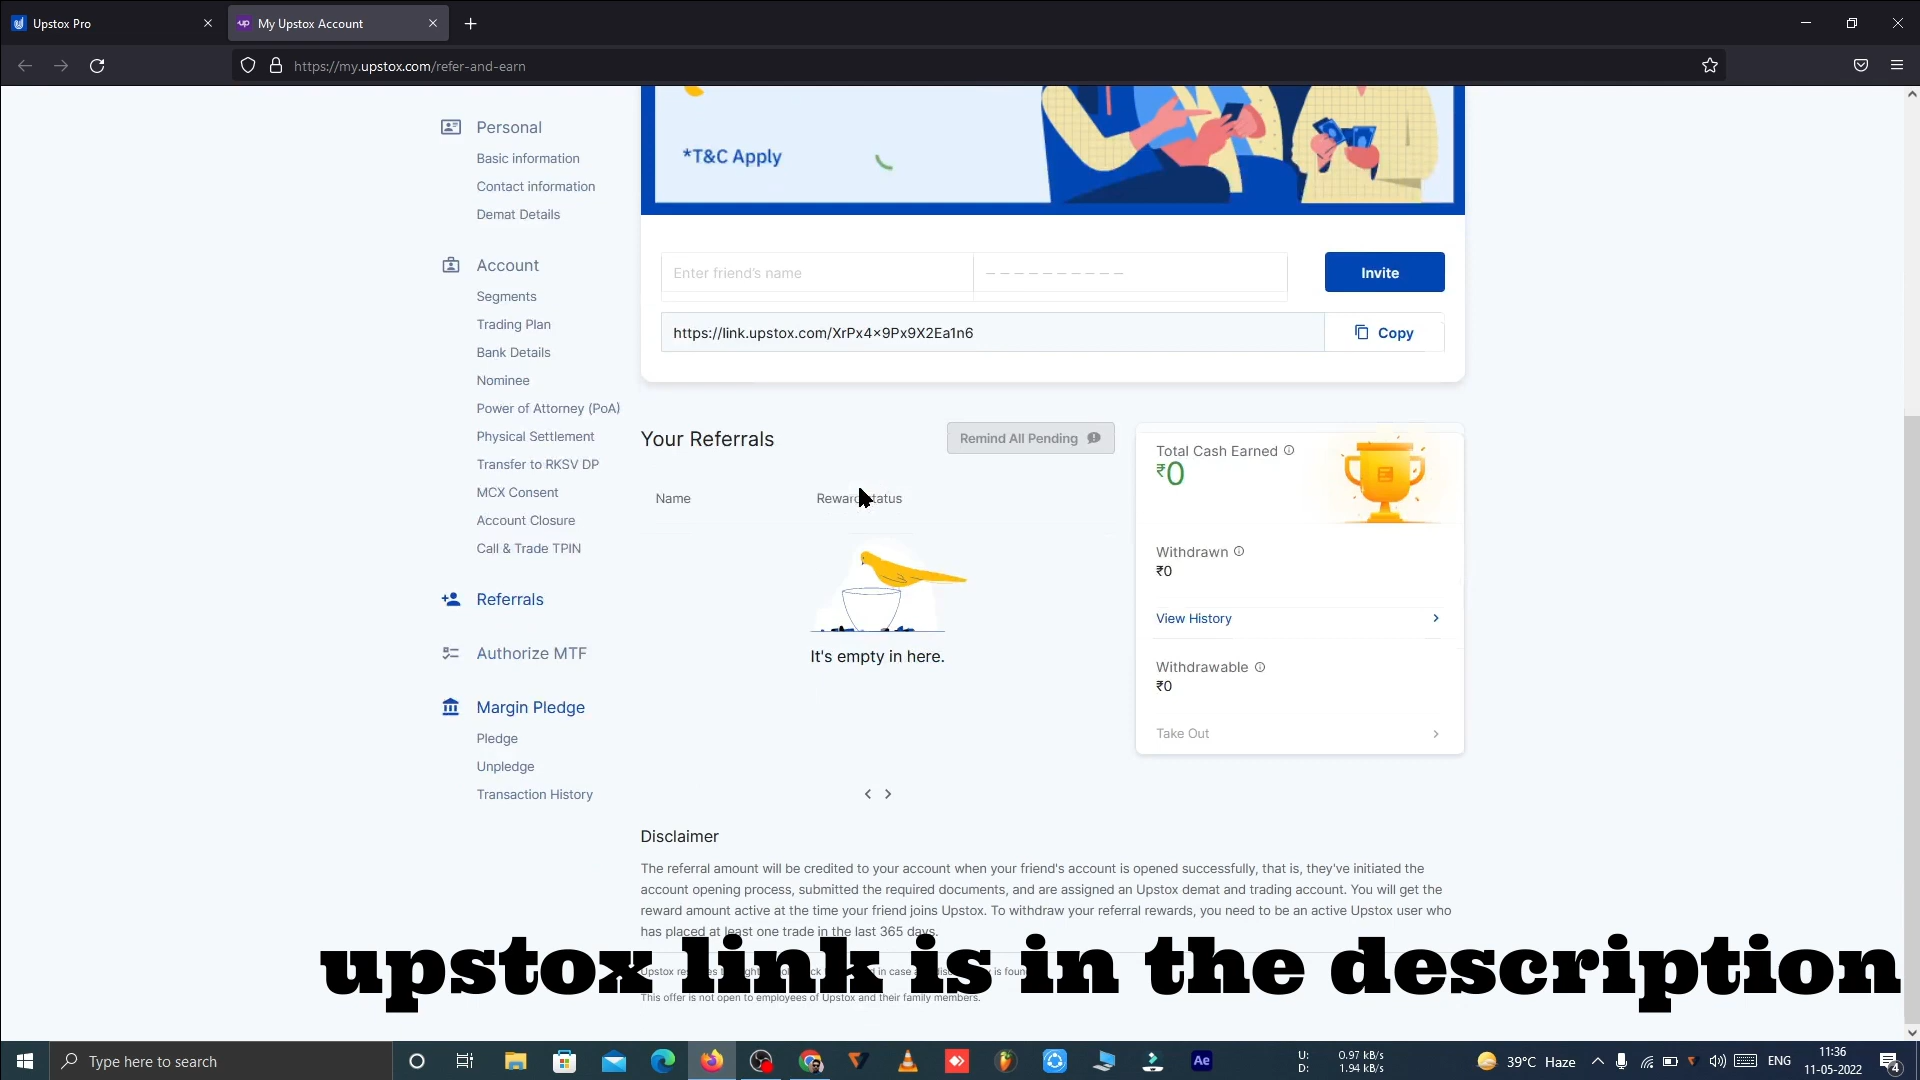 Upstox Pro
My Upstox Account
https://my.upstox.com/refer-and-earn
Personal
Basic information
Contact information
Demat Details
Account
Segments
Trading Plan
Bank Details
Nominee
Power of Attorney (PoA)
Physical Settlement
Transfer to RKSV DP
MCX Consent
Account Closure
Call & Trade TPIN
Referrals
Authorize MTF
Margin Pledge
Pledge
Unpledge
Transaction History
*T&C Apply
Enter friend's name
Invite
https://link.upstox.com/XrPx4×9Px9X2Ea1n6
Copy
Your Referrals
Remind All Pending
Name
Reward Status
It's empty in here.
Total Cash Earned
₹0
Withdrawn
₹0
View History
Withdrawable
₹0
Take Out
Disclaimer
The referral amount will be credited to your account when your friend's account is opened successfully, that is, they've initiated the
account opening process, submitted the required documents, and are assigned an Upstox demat and trading account. You will get the
reward amount active at the time your friend joins Upstox. To withdraw your referral rewards, you need to be an active Upstox user who
has placed at least one trade in the last 365 days.
upstox link is in the description
This offer is not open to employees of Upstox and their family members.
Type here to search
Ae
U: 0.97 kB/s
D: 1.94 kB/s
39°C Haze
ENG
11:36
11-05-2022
4